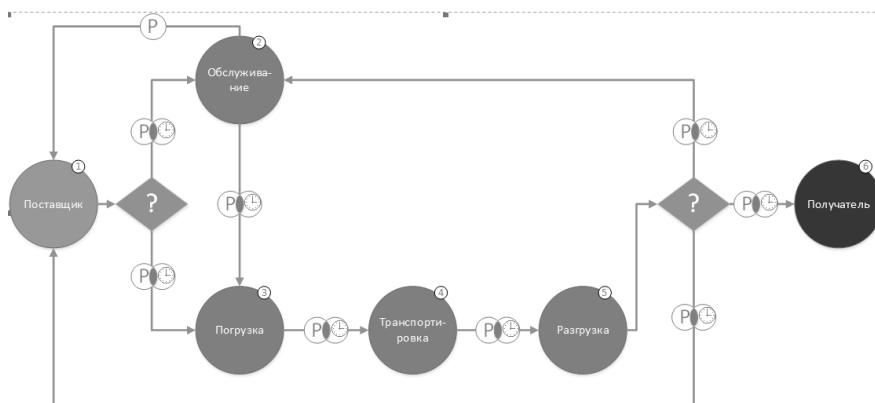 P
2
Обслужива-
ние
P
P
1
Поставщик
?
P
?
P
6
Получатель
P
3
Погрузка
P
4
Транспорти-
ровка
P
5
Разгрузка
P